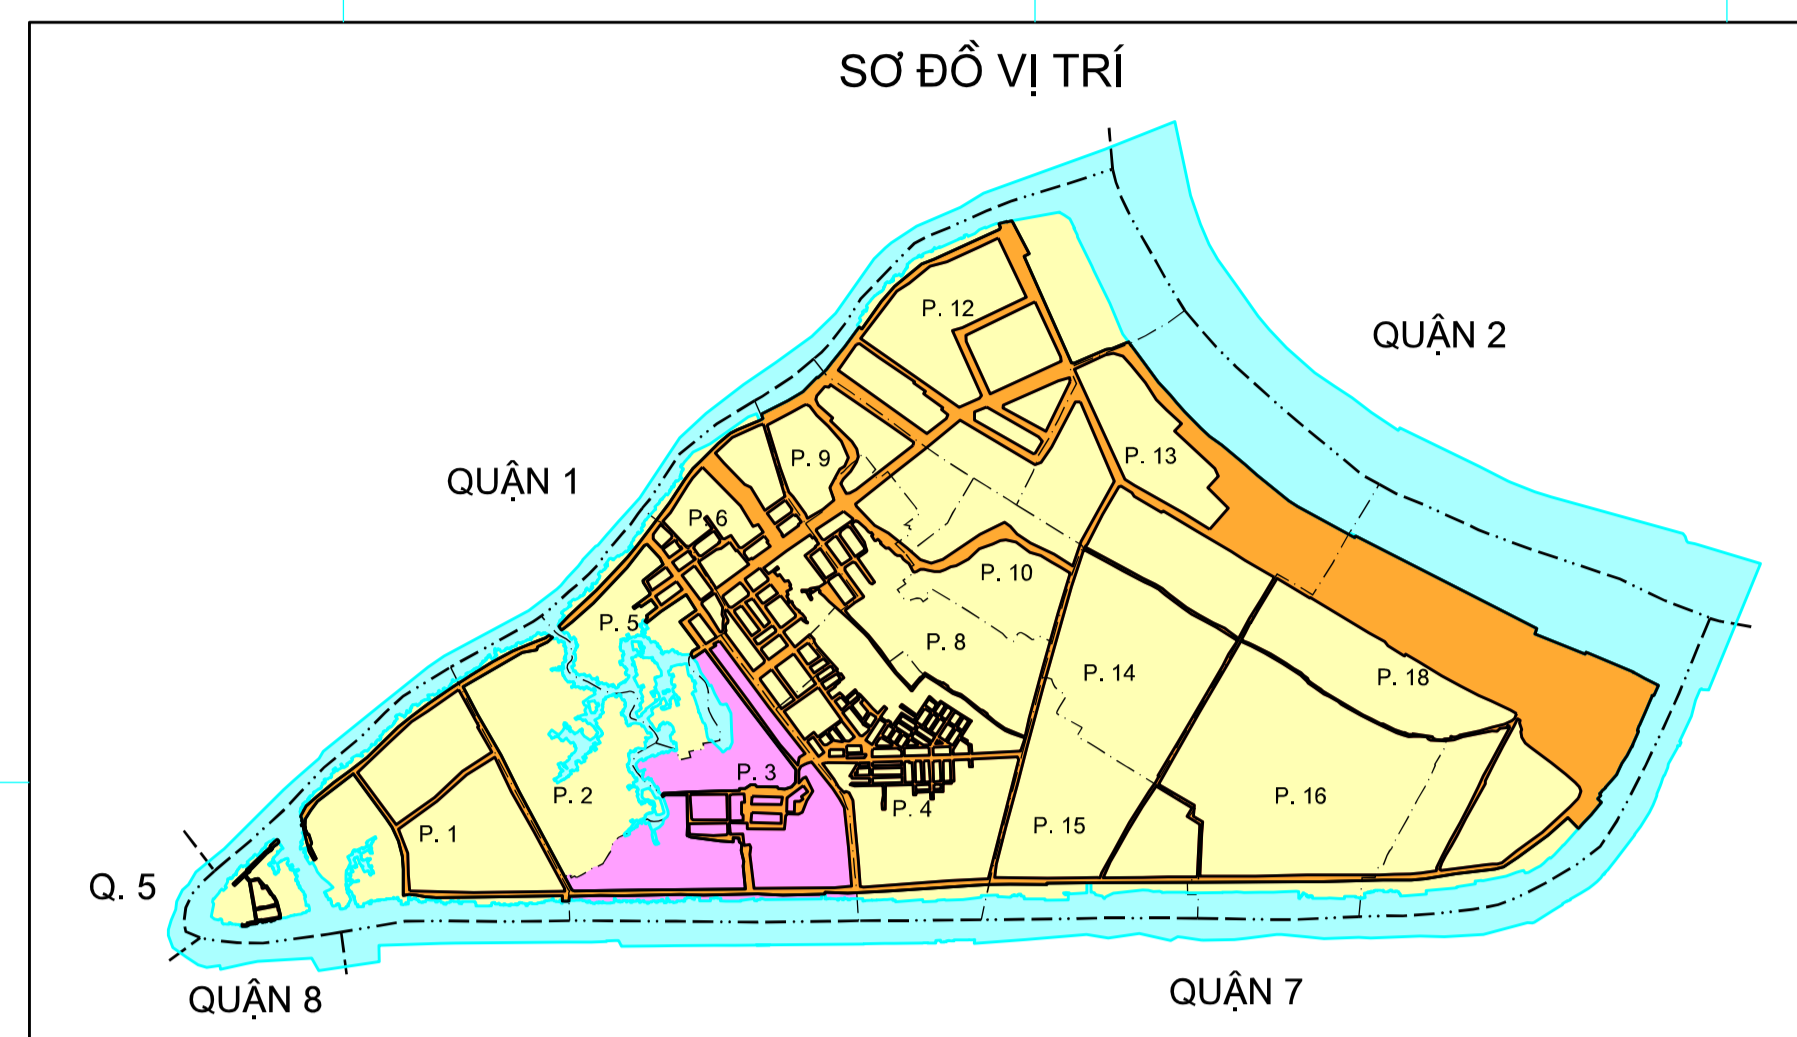 SƠ ĐỒ VỊ TRÍ
P. 12
QUẬN 2
P. 9
P. 13
QUẬN 1
P. 6
P. 10
P. 5
P. 8
P. 14
P. 18
P. 3
P. 2
P. 16
P. 4
P. 15
P. 1
Q. 5
QUẬN 8
QUẬN 7